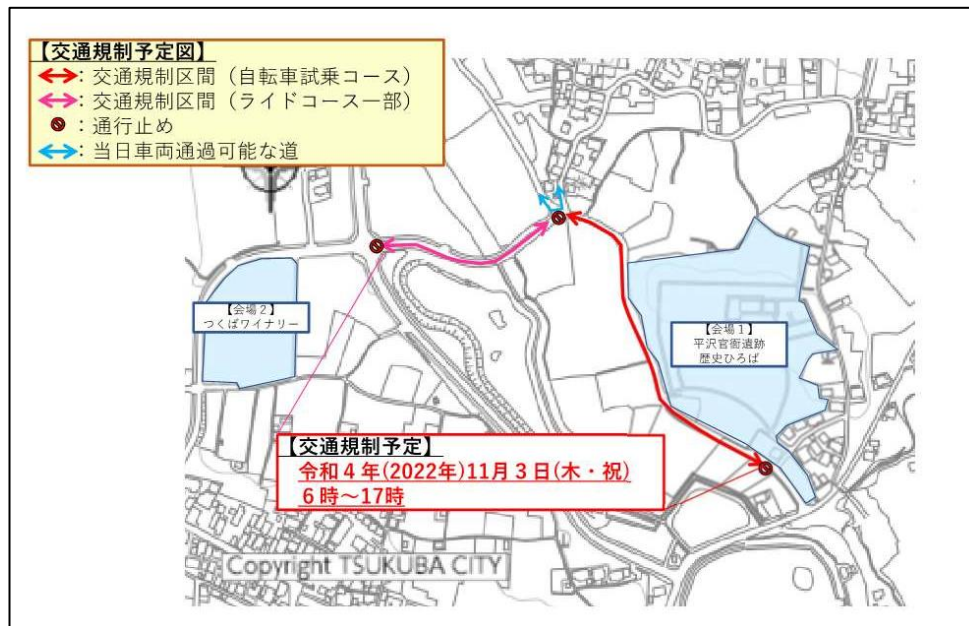 【交通規制予定図】
：交通規制区間（自転車試乗コース）
：交通規制区間（ライドコース一部）
：通行止め
：当日車両通過可能な道
【会場２】
つくばワイナリー
【会場１】
平沢官衙遺跡
歴史ひろば
【交通規制予定】
令和４年(2022年)11月３日(木・祝)
６時～17時
Copyright TSUKUBA CITY